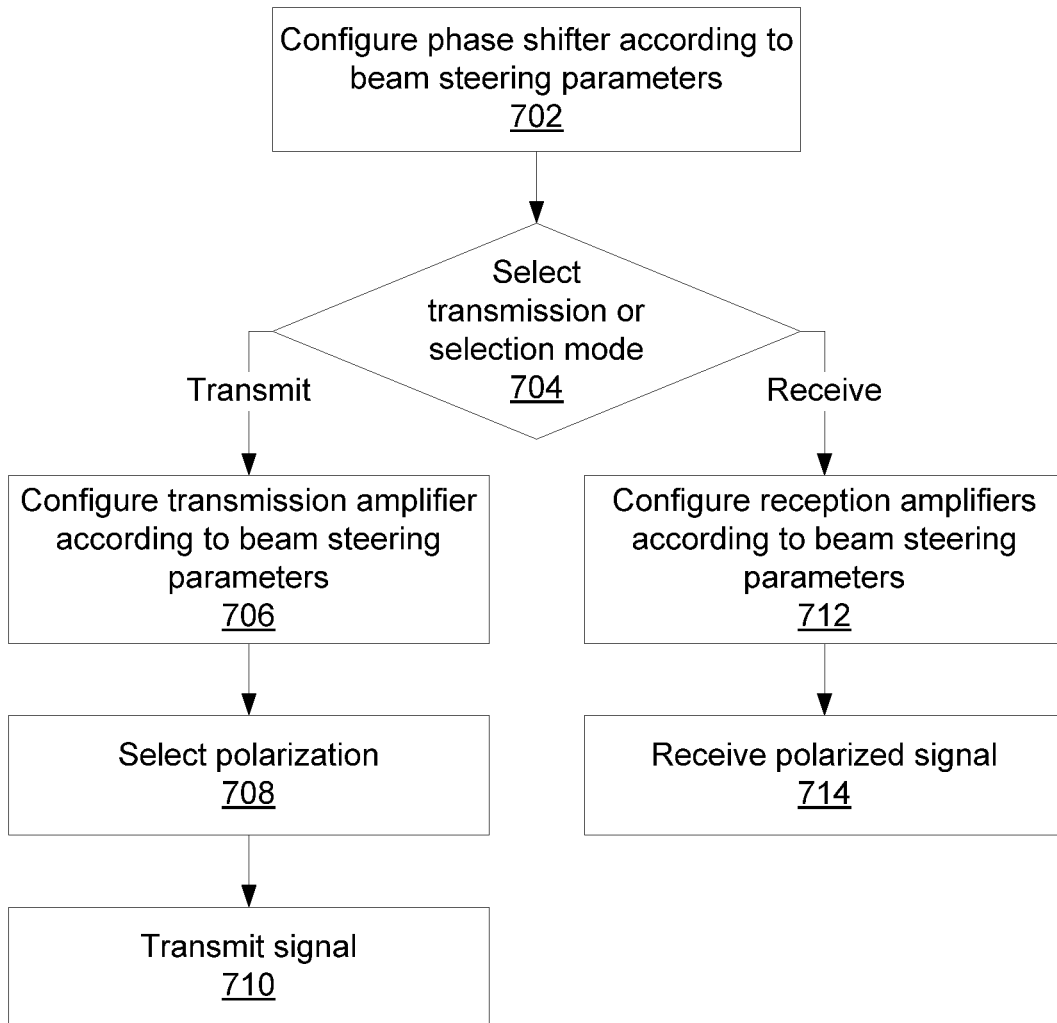 Configure phase shifter according to
beam steering parameters
702
Select
transmission or
selection mode
704
Transmit
Receive
Configure transmission amplifier
according to beam steering
parameters
706
Configure reception amplifiers
according to beam steering
parameters
712
Select polarization
708
Receive polarized signal
714
Transmit signal
710